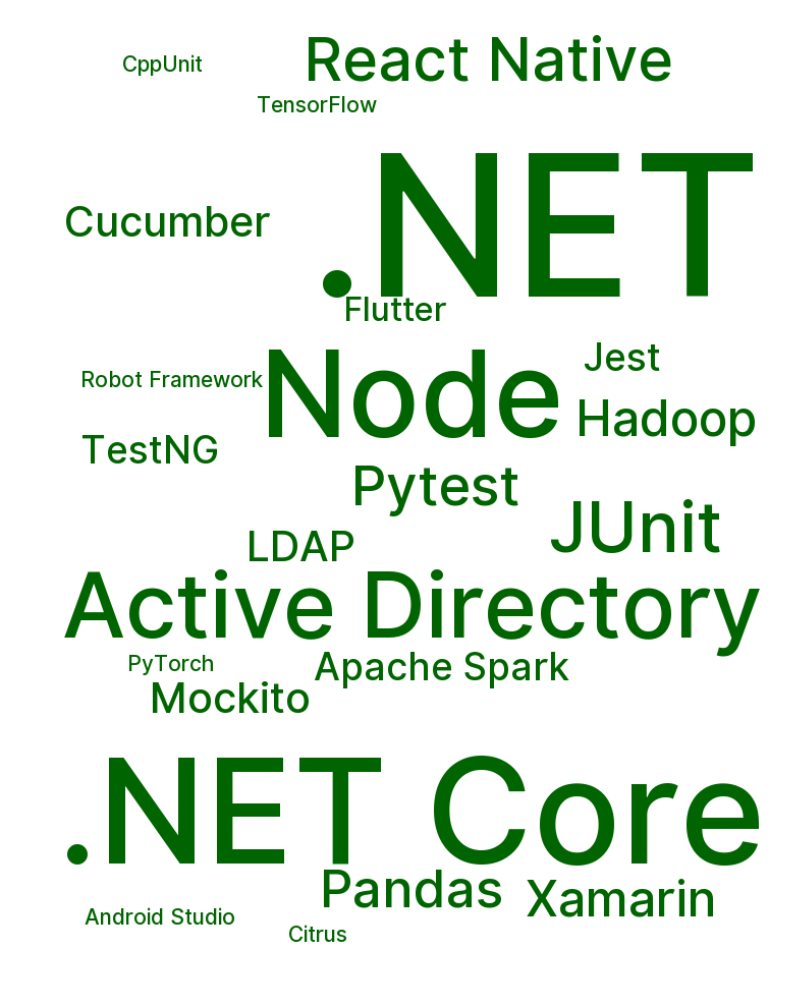 CppUnit
React Native
TensorFlow
.NET
Cucumber
Flutter
Node
Jest
Robot Framework
Hadoop
TestNG
Pytest
JUnit
LDAP
Active Directory
PyTorch
Apache Spark
Mockito
.NET Core
Pandas
Xamarin
Android Studio
Citrus